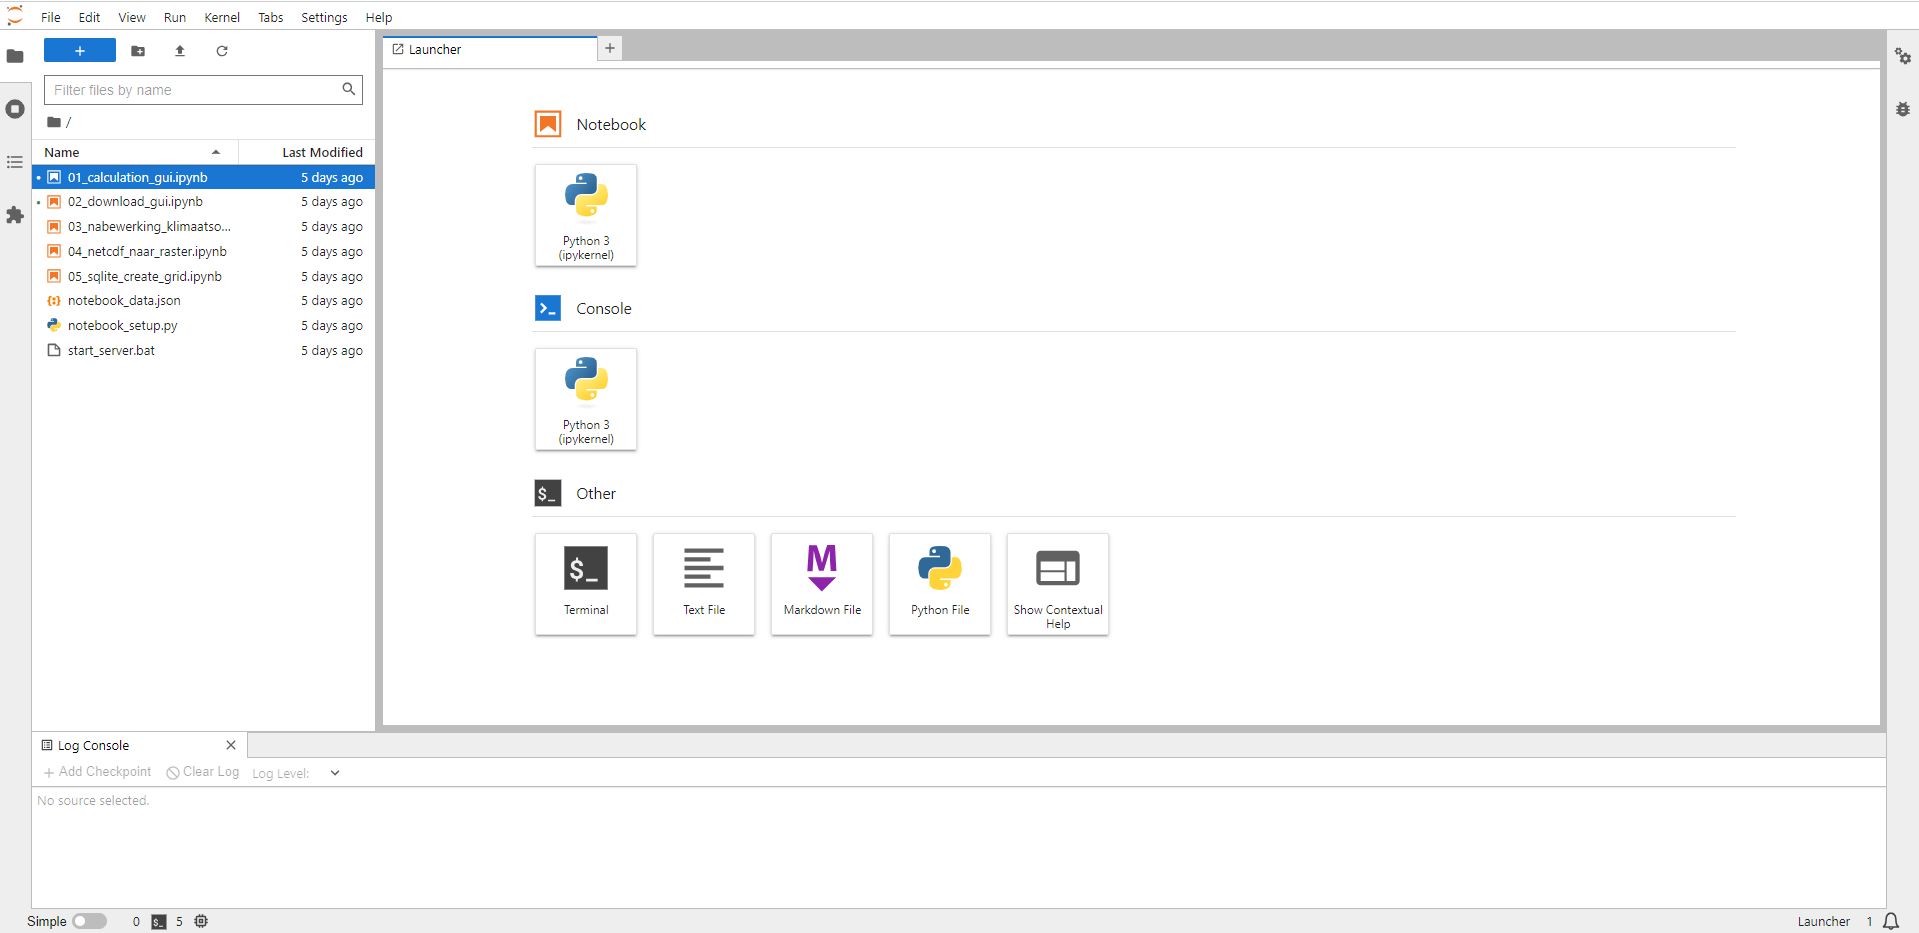 File Edit View Run Kernel Tabs Settings Help
Launcher
Filter files by name
/
Name Last Modified
01_calculation_gui.ipynb 5 days ago
02_download_gui.ipynb 5 days ago
03_nabewerking_klimaatso... 5 days ago
04_netcdf_naar_raster.ipynb 5 days ago
05_sqlite_create_grid.ipynb 5 days ago
notebook_data.json 5 days ago
notebook_setup.py 5 days ago
start_server.bat 5 days ago
Notebook
Python 3
(ipykernel)
Console
Python 3
(ipykernel)
$_ Other
$_
Terminal
Text File
M
Markdown File
Python File
Show Contextual
Help
Log Console
Add Checkpoint Clear Log Log Level:
No source selected.
Simple 0 $_ 5 Launcher 1